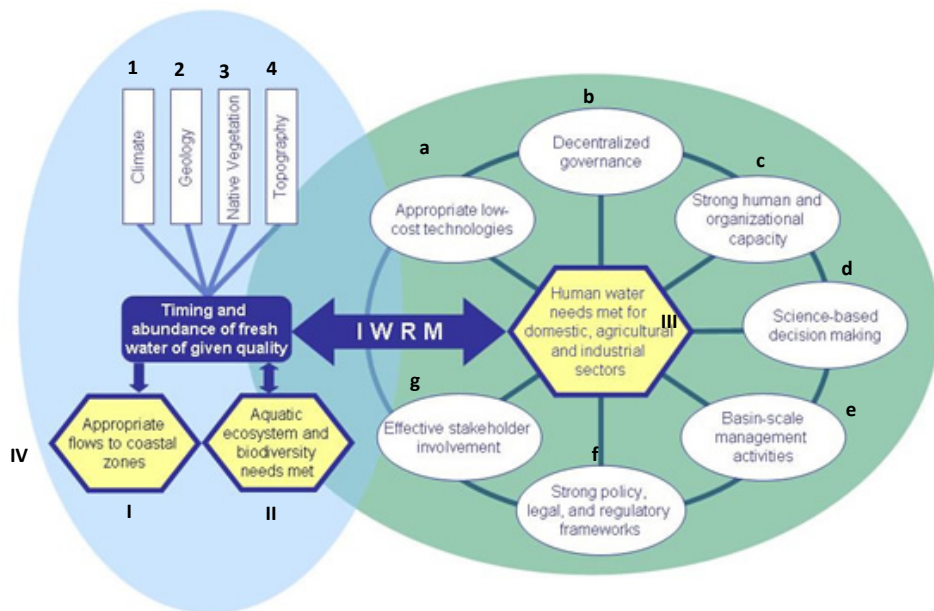 1
2
3
4
Climate
Geology
Native Vegetation
Topography
Timing and
abundance of fresh
water of given quality
I W R M
Appropriate
flows to coastal
zones
Aquatic
ecosystem and
biodiversity
needs met
IV
I
II
a
Appropriate low-
cost technologies
b
Decentralized
governance
c
Strong human and
organizational
capacity
d
Science-based
decision making
e
Basin-scale
management
activities
f
Strong policy,
legal, and regulatory
frameworks
g
Effective stakeholder
involvement
Human water
needs met for
domestic, agricultural
and industrial
sectors
III